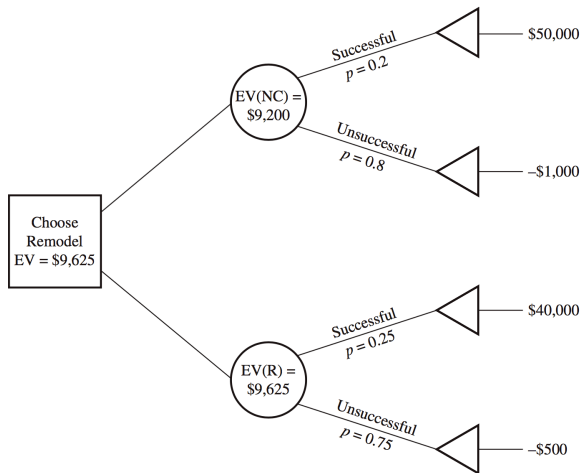 Successful
p = 0.2
$50,000
EV(NC) =
$9,200
Unsuccessful
p = 0.8
–$1,000
Choose
Remodel
EV = $9,625
Successful
p = 0.25
$40,000
EV(R) =
$9,625
Unsuccessful
p = 0.75
–$500